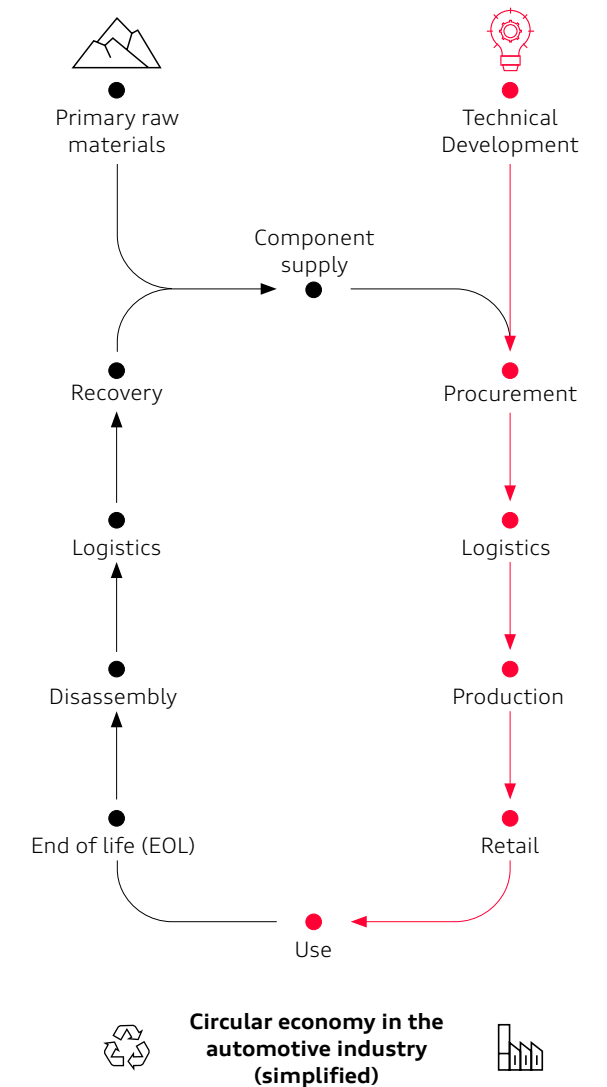 Primary raw
materials
Technical
Development
Component
supply
Recovery
Procurement
Logistics
Logistics
Disassembly
Production
End of life (EOL)
Retail
Use
Circular economy in the
automotive industry
(simplified)